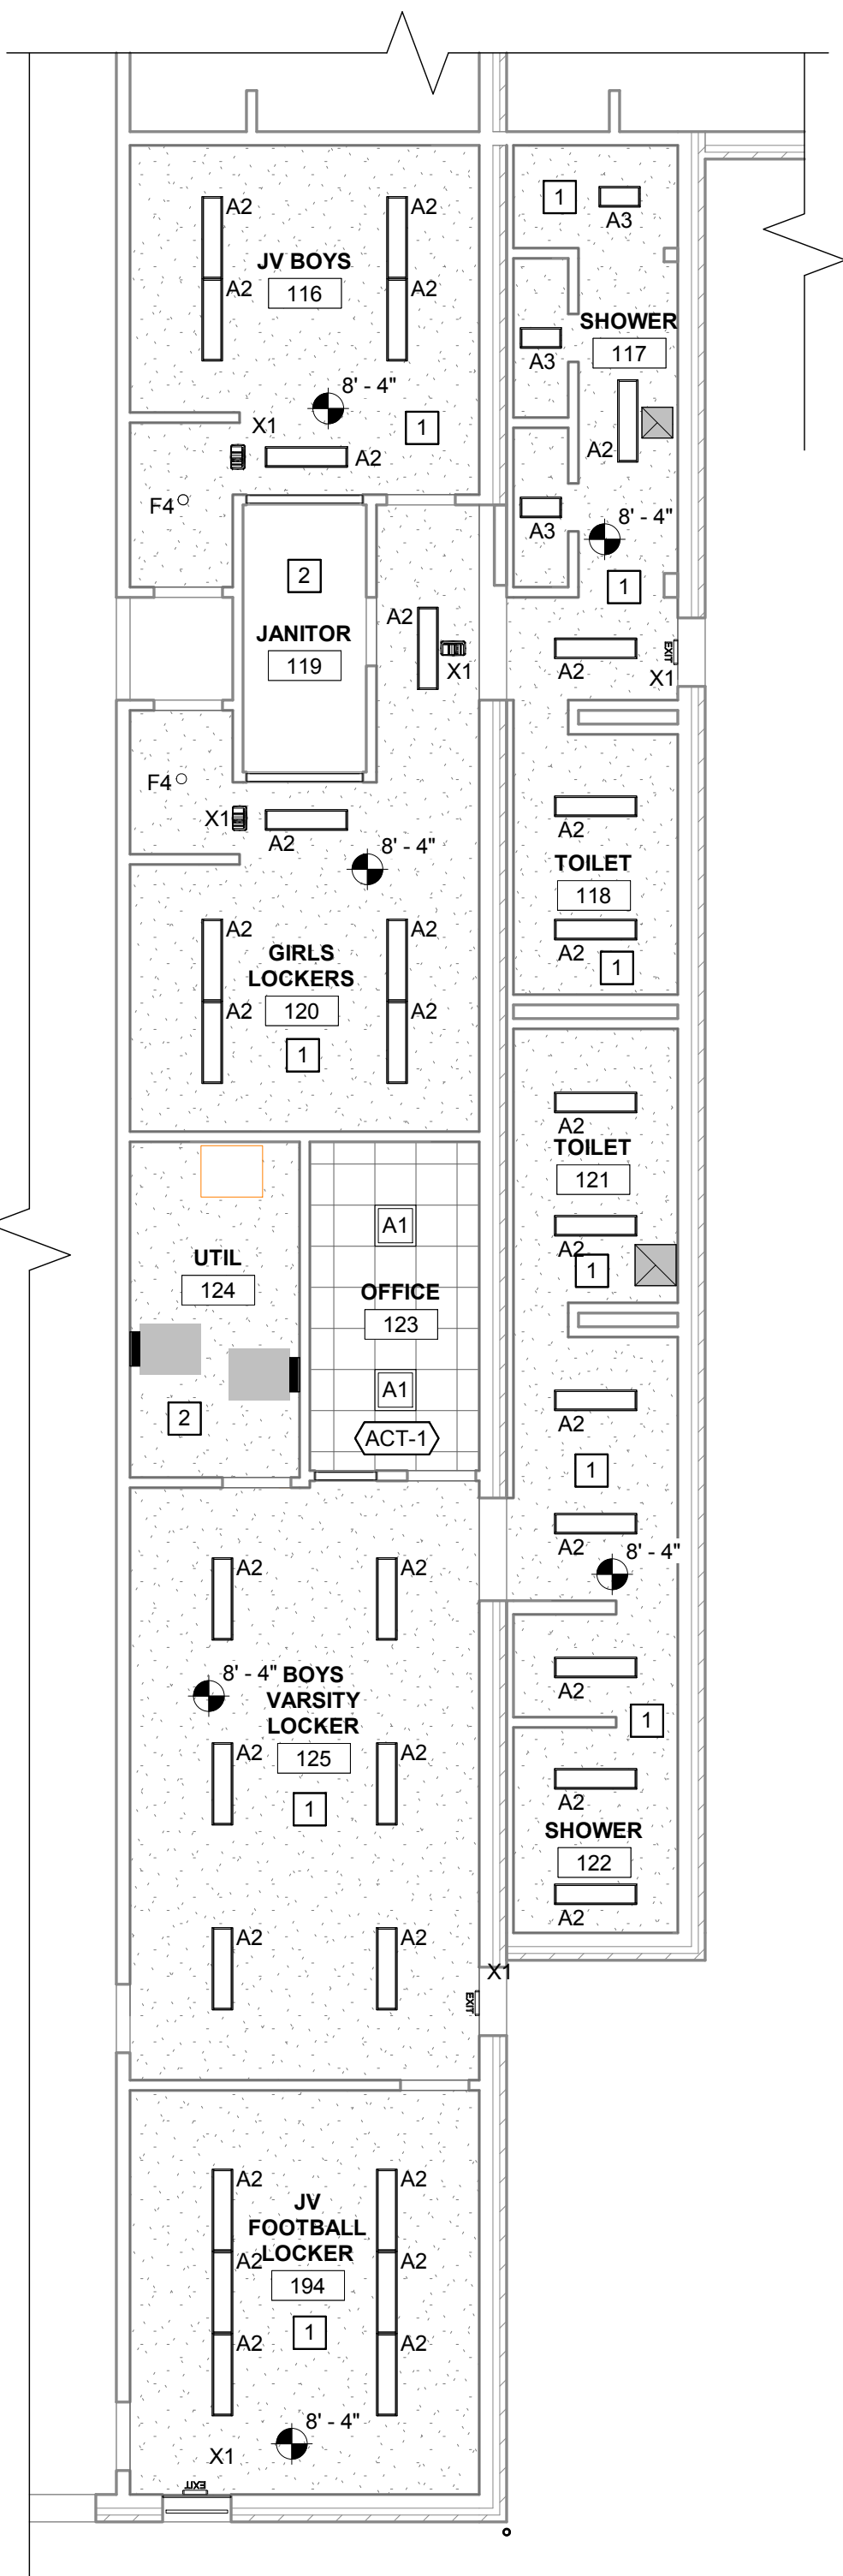 A2
A2
1
A3
JV BOYS
116
A2
A2
SHOWER
117
A3
8' - 4"
X1
1
A2
A2
F4
A3
8' - 4"
2
1
JANITOR
119
A2
X1
A2
EXIT
X1
F4
X1
A2
A2
8' - 4"
TOILET
118
A2
A2
A2
1
GIRLS
LOCKERS
120
A2
A2
1
A2
TOILET
121
A1
A2
1
UTIL
124
OFFICE
123
A1
A2
2
ACT-1
1
A2
8' - 4"
A2
A2
8' - 4"
BOYS
VARSITY
LOCKER
125
A2
1
A2
A2
1
A2
SHOWER
122
A2
A2
A2
X1
EXIT
A2
A2
JV
FOOTBALL
LOCKER
194
A2
A2
1
A2
A2
8' - 4"
X1
EXIT